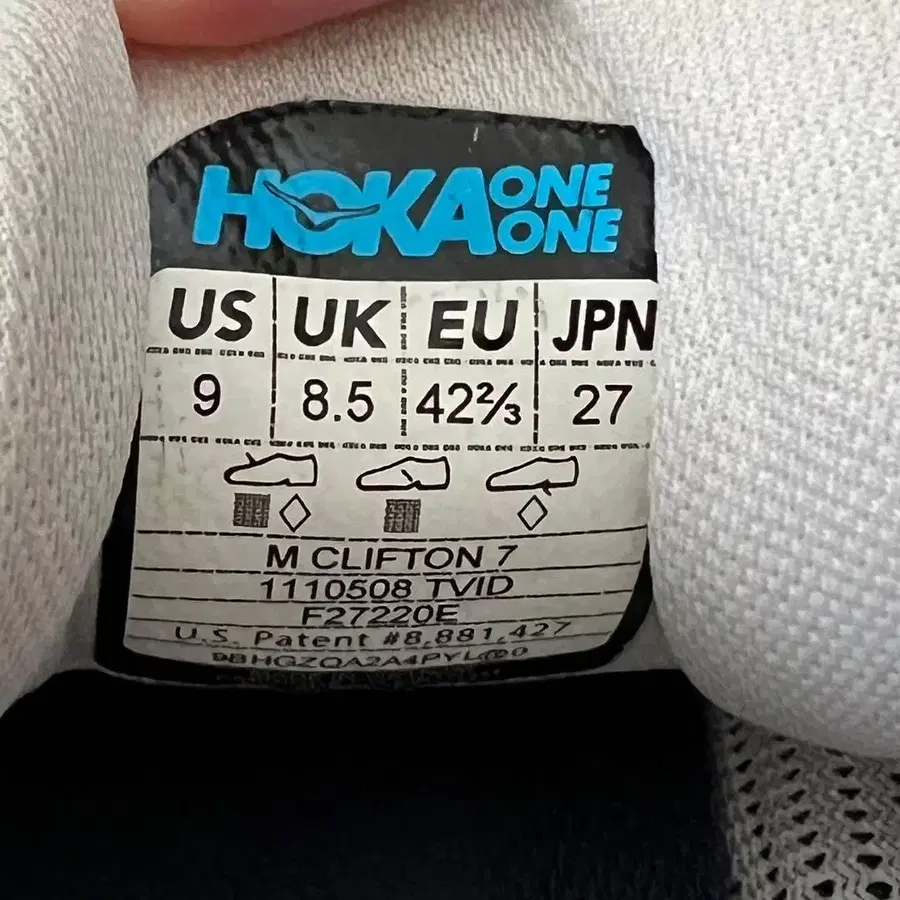 HOKA ONE ONE
US UK EU JPN
9 8.5 42⅔ 27
M CLIFTON 7
1110508 TVID
F27220E
U.S. Patent #8,881,427